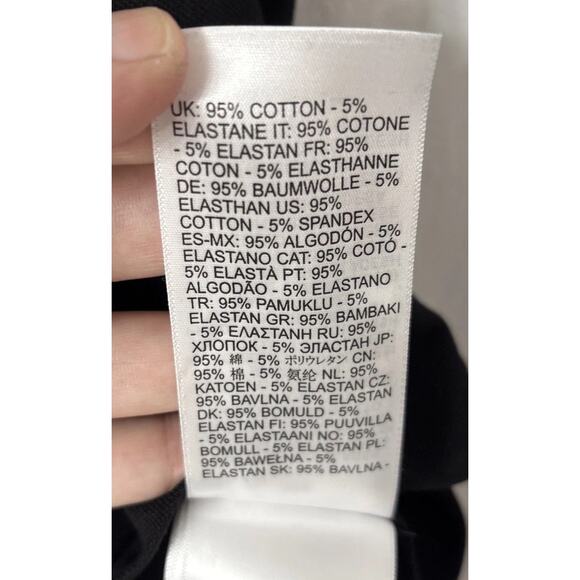 UK: 95% COTTON - 5%
ELASTANE IT: 95% COTONE
- 5% ELASTAN FR: 95%
COTON - 5% ELASTHANNE
DE: 95% BAUMWOLLE - 5%
ELASTHAN US: 95%
COTTON - 5% SPANDEX
ES-MX: 95% ALGODÓN - 5%
ELASTANO CAT: 95% COTÓ -
5% ELASTÀ PT: 95%
ALGODÃO - 5% ELASTANO
TR: 95% PAMUKLU - 5%
ELASTAN GR: 95% BAMBAKI
- 5% ΕΛΑΣΤΑΝΗ RU: 95%
ХЛОПОК - 5% ЭЛАСТАН JP:
95% 綿 - 5% ポリウレタン CN:
95% 棉 - 5% 氨纶 NL: 95%
KATOEN - 5% ELASTAN CZ:
95% BAVLNA - 5% ELASTAN
DK: 95% BOMULD - 5%
ELASTAN FI: 95% PUUVILLA
- 5% ELASTAANI NO: 95%
BOMULL - 5% ELASTAN PL:
95% BAWEŁNA - 5%
ELASTAN SK: 95% BAVLNA -